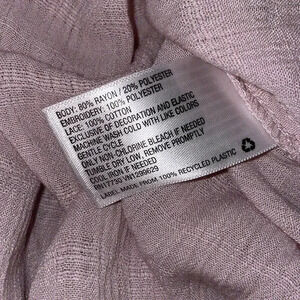 BODY: 80% RAYON / 20% POLYESTER
EMBROIDERY: 100% POLYESTER
LACE: 100% COTTON
EXCLUSIVE OF DECORATION AND ELASTIC
MACHINE WASH COLD WITH LIKE COLORS
GENTLE CYCLE
ONLY NON-CHLORINE BLEACH IF NEEDED
TUMBLE DRY LOW. REMOVE PROMPTLY
COOL IRON IF NEEDED
RN17730 VN1299629
LABEL MADE FROM 100% RECYCLED PLASTIC